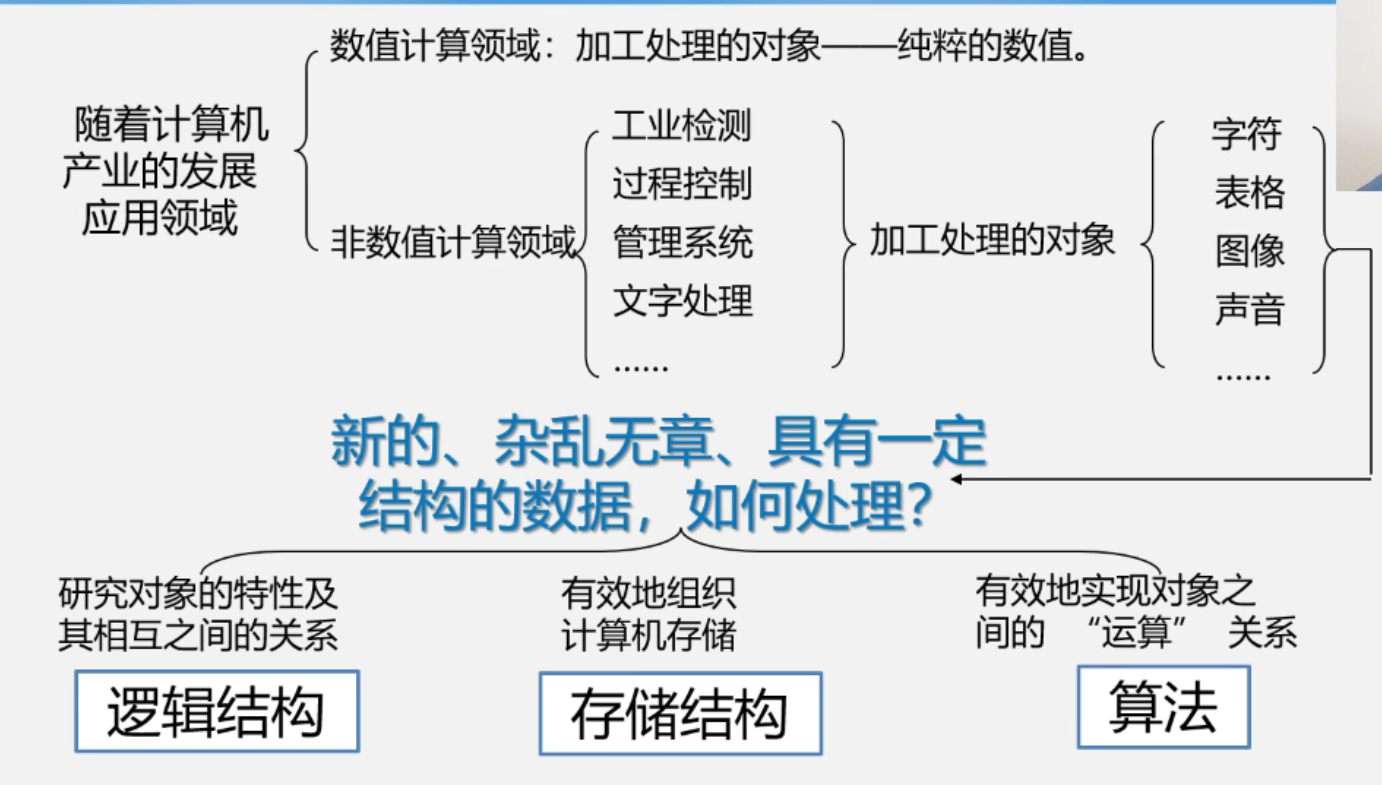 数值计算领域：加工处理的对象——纯粹的数值。
随着计算机
产业的发展
应用领域
非数值计算领域
工业检测
过程控制
管理系统
文字处理
……
加工处理的对象
字符
表格
图像
声音
……
新的、杂乱无章、具有一定
结构的数据，如何处理？
研究对象的特性及
其相互之间的关系
逻辑结构
有效地组织
计算机存储
存储结构
有效地实现对象之
间的 “运算” 关系
算法